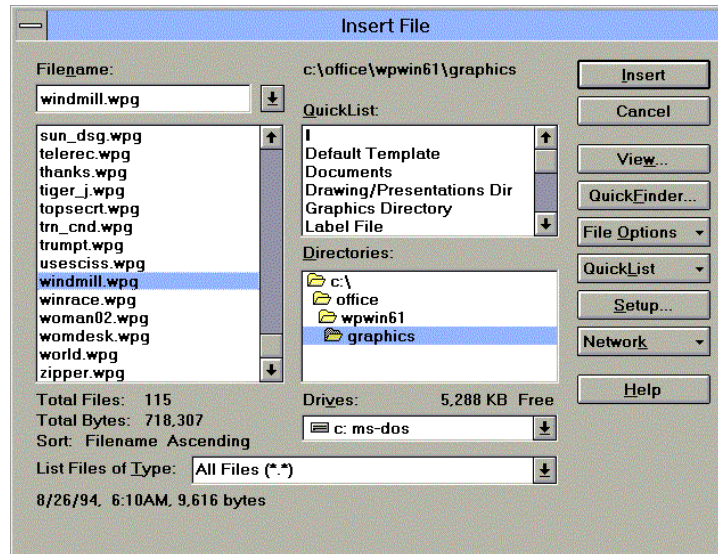 Insert File
Filename:
windmill.wpg
sun_dsg.wpg
telerec.wpg
thanks.wpg
tiger_j.wpg
topsecrt.wpg
trn_cnd.wpg
trumpt.wpg
usesciss.wpg
windmill.wpg
winrace.wpg
woman02.wpg
womdesk.wpg
world.wpg
zipper.wpg
Total Files: 115
Total Bytes: 718,307
Sort: Filename Ascending
c:\office\wpwin61\graphics
QuickList:
I
Default Template
Documents
Drawing/Presentations Dir
Graphics Directory
Label File
Directories:
c:\
office
wpwin61
graphics
Drives: 5,288 KB Free
c: ms-dos
List Files of Type: All Files (*.*)
8/26/94, 6:10AM, 9,616 bytes
Insert
Cancel
View...
QuickFinder...
File Options
QuickList
Setup...
Network
Help